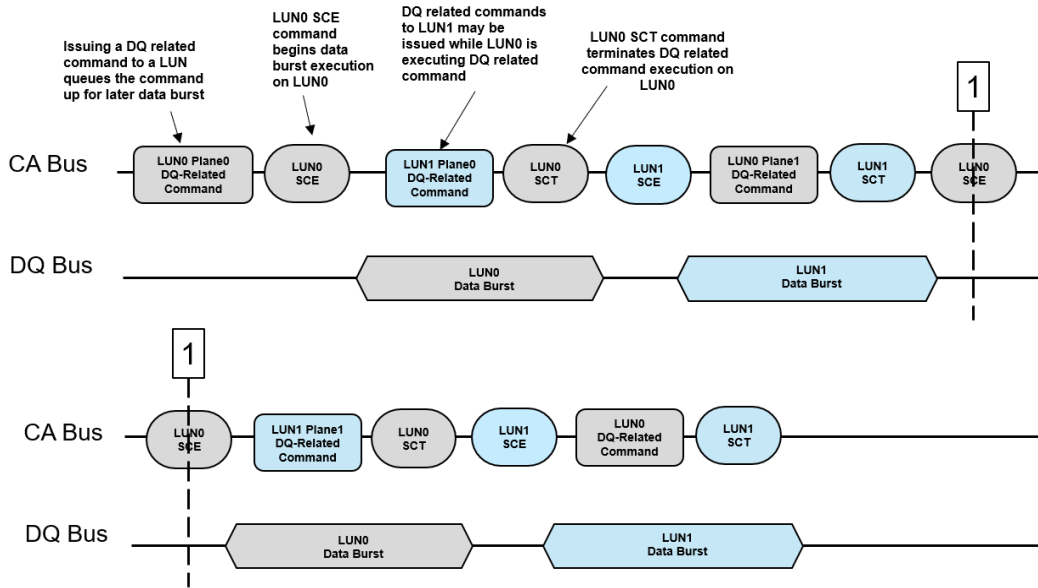 Issuing a DQ related
command to a LUN
queues the command
up for later data burst
LUN0 SCE
command
begins data
burst execution
on LUN0
DQ related commands
to LUN1 may be
issued while LUN0 is
executing DQ related
command
LUN0 SCT command
terminates DQ related
command execution on
LUN0
1
CA Bus
LUN0 Plane0
DQ-Related
Command
LUN0
SCE
LUN1 Plane0
DQ-Related
Command
LUN0
SCT
LUN1
SCE
LUN0 Plane1
DQ-Related
Command
LUN1
SCT
LUN0
SCE
DQ Bus
LUN0
Data Burst
LUN1
Data Burst
1
CA Bus
LUN0
SCE
LUN1 Plane1
DQ-Related
Command
LUN0
SCT
LUN1
SCE
LUN0
DQ-Related
Command
LUN1
SCT
DQ Bus
LUN0
Data Burst
LUN1
Data Burst